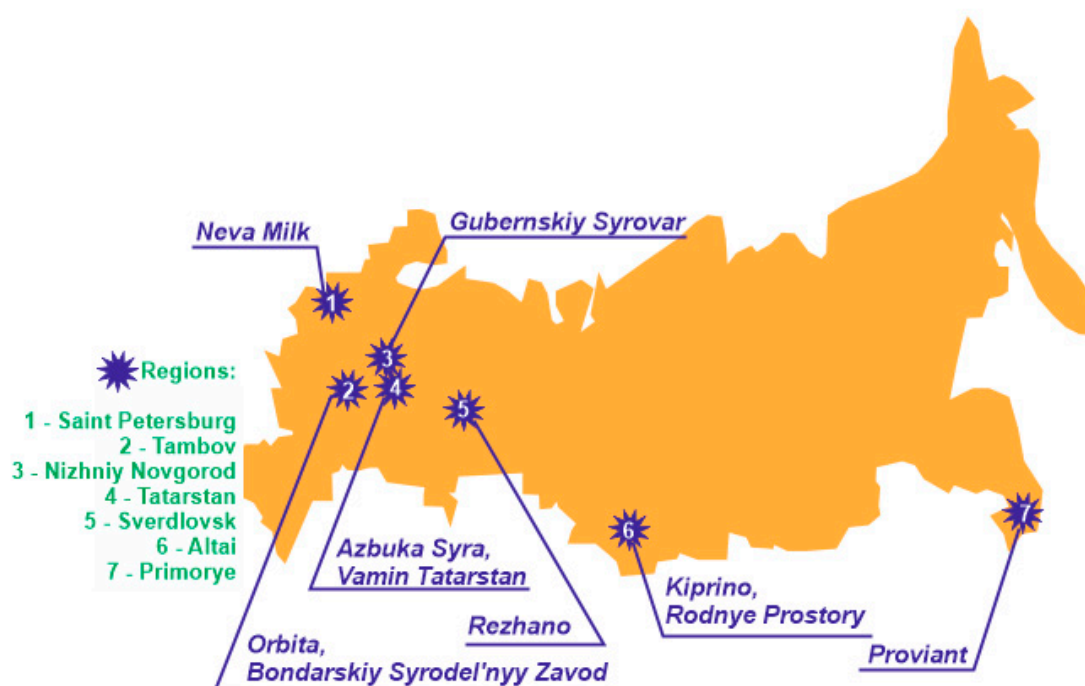 Neva Milk
Gubernskiy Syrovar
1
3
2
4
5
6
7
Regions:
1 - Saint Petersburg
2 - Tambov
3 - Nizhniy Novgorod
4 - Tatarstan
5 - Sverdlovsk
6 - Altai
7 - Primorye
Azbuka Syra,
Vamin Tatarstan
Rezhano
Orbita,
Bondarskiy Syrodel'nyy Zavod
Kiprino,
Rodnye Prostory
Proviant